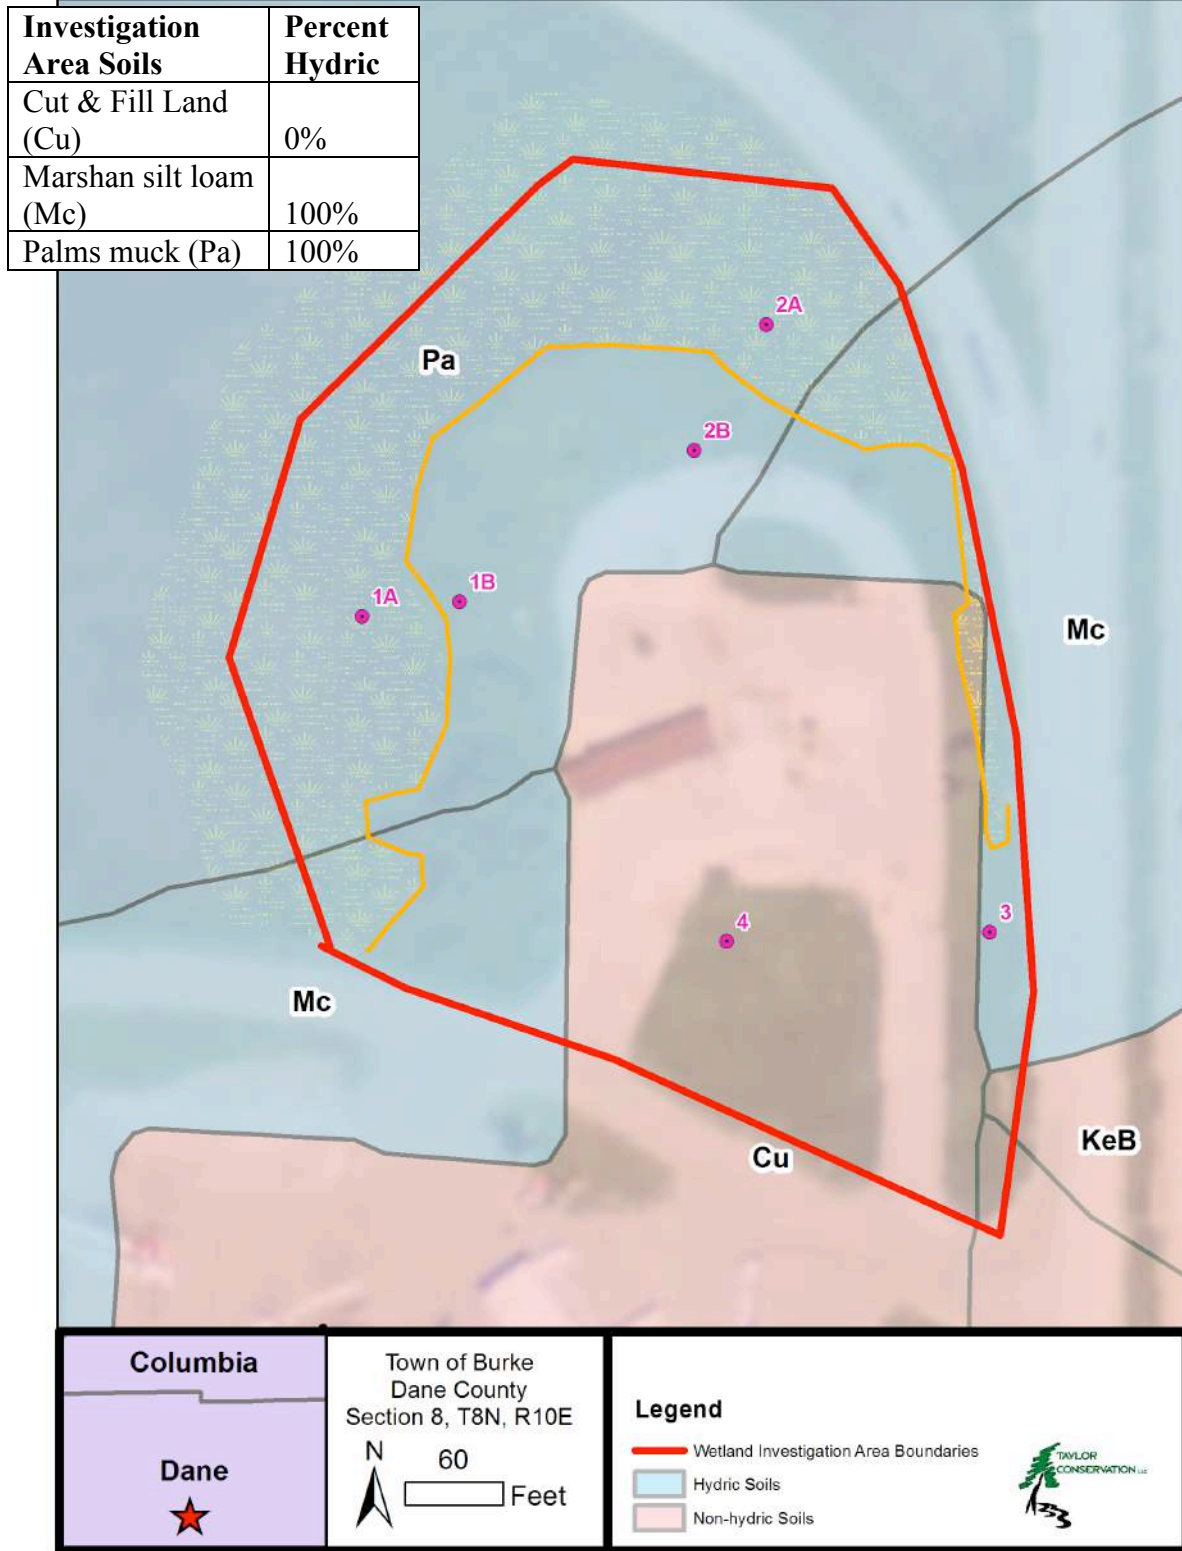 Investigation
Area Soils
Percent
Hydric
Cut & Fill Land
(Cu)
0%
Marshan silt loam
(Mc)
100%
Palms muck (Pa)
100%
2A
Pa
2B
1A
1B
Mc
4
3
Mc
Cu
KeB
Columbia
Dane
Town of Burke
Dane County
Section 8, T8N, R10E
N
60
Feet
Legend
Wetland Investigation Area Boundaries
Hydric Soils
Non-hydric Soils
TAYLOR
CONSERVATION LLC